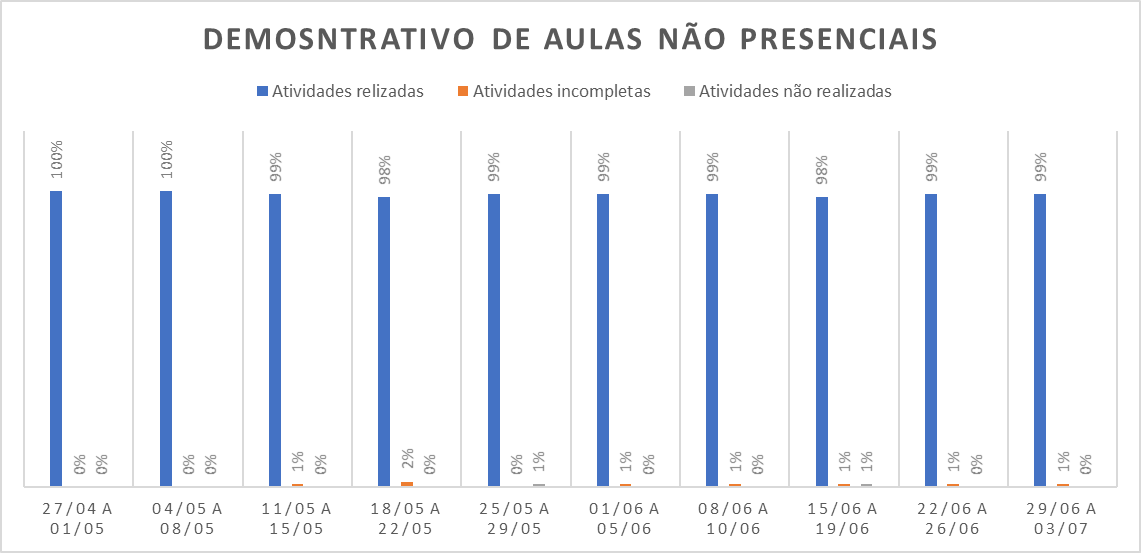 DEMOSNTRATIVO DE AULAS NÃO PRESENCIAIS
Atividades relizadas Atividades incompletas Atividades não realizadas
100% 0% 0%
100% 0% 0%
99% 1% 0%
98% 2% 0%
99% 0% 1%
99% 1% 0%
99% 1% 0%
98% 1% 1%
99% 1% 0%
99% 1% 0%
27/04 A
01/05
04/05 A
08/05
11/05 A
15/05
18/05 A
22/05
25/05 A
29/05
01/06 A
05/06
08/06 A
10/06
15/06 A
19/06
22/06 A
26/06
29/06 A
03/07